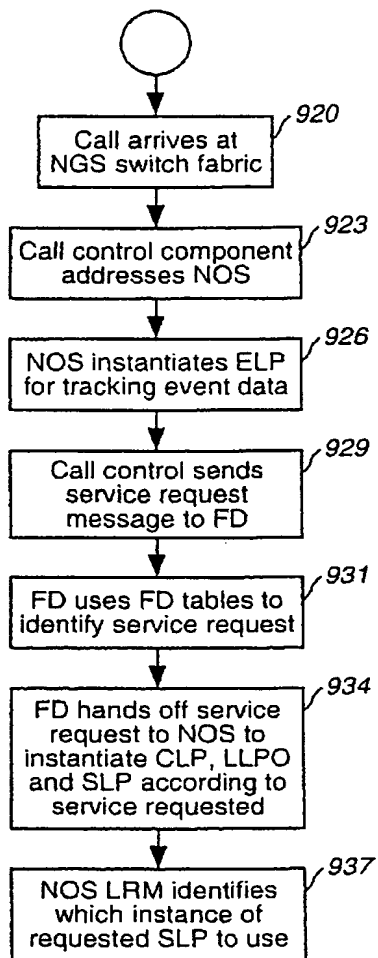 920
Call arrives at
NGS switch fabric
923
Call control component
addresses NOS
926
NOS instantiates ELP
for tracking event data
929
Call control sends
service request
message to FD
931
FD uses FD tables to
identify service request
934
FD hands off service
request to NOS to
instantiate CLP, LLPO
and SLP according to
service requested
937
NOS LRM identifies
which instance of
requested SLP to use